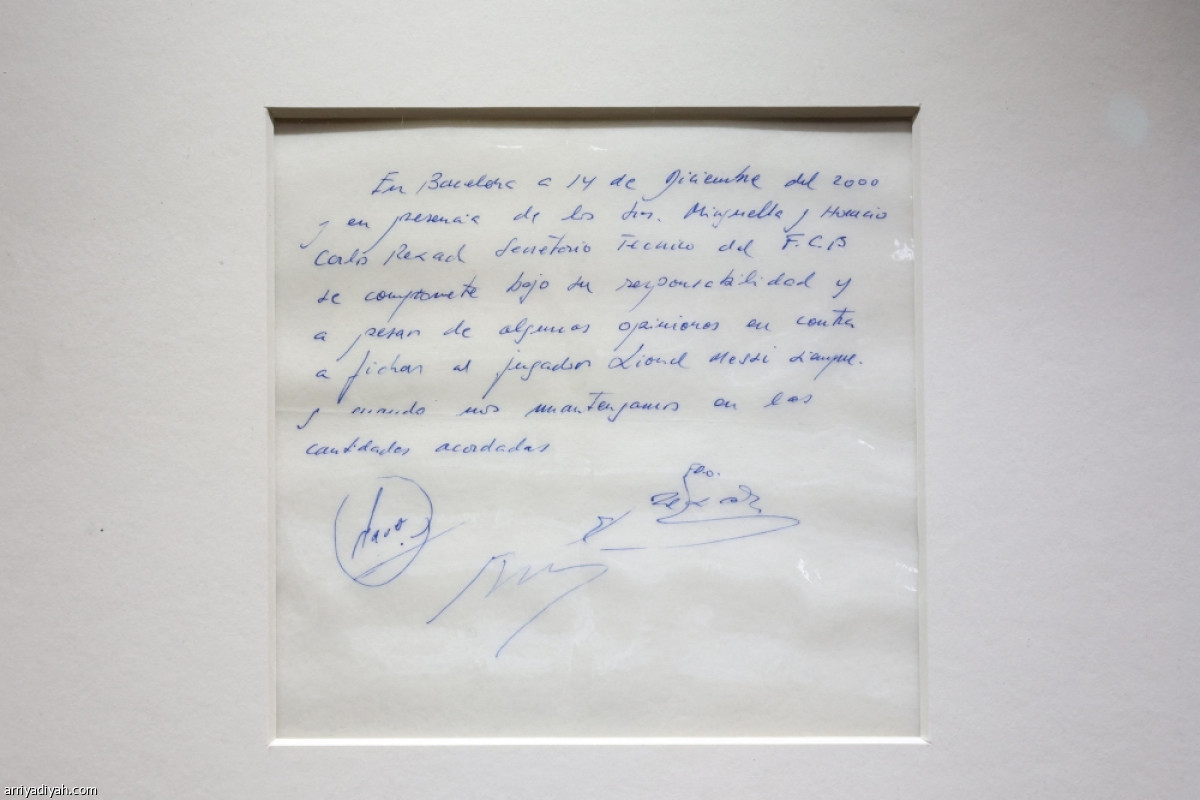 En Barcelona a 14 de Diciembre del 2000
y en presencia de los Srs. Minguella y Horacio
Carlos Rexach Secretario Tecnico del F.C.B
se compromete bajo su responsabilidad y
a pesar de algunas opiniones en contra
a fichar al jugador Lionel Messi siempre.
y cuando nos mantengamos en las
cantidades acordadas
arriyadiyah.com